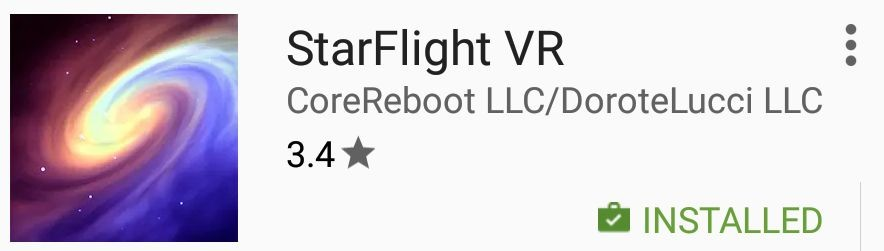 StarFlight VR
CoreReboot LLC/DoroteLucci LLC
3.4
INSTALLED